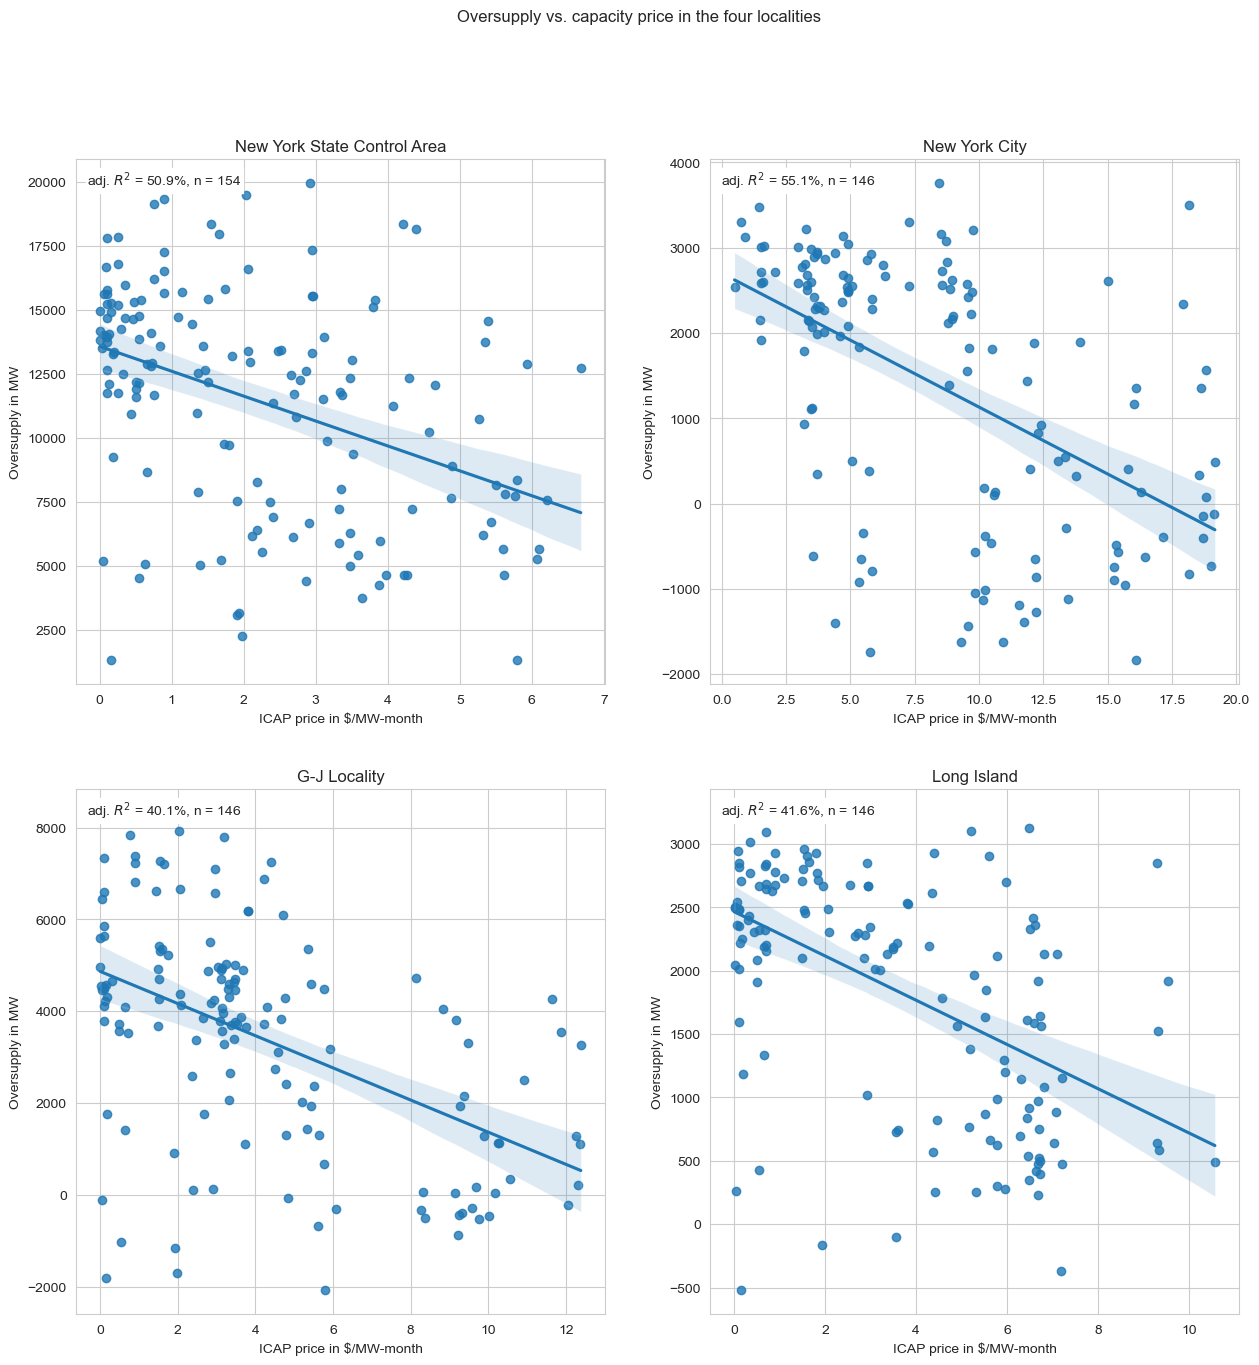 Oversupply vs. capacity price in the four localities
New York State Control Area
adj. R² = 50.9%, n = 154
20000
17500
15000
12500
10000
7500
5000
2500
Oversupply in MW
0 1 2 3 4 5 6 7
ICAP price in $/MW-month
New York City
adj. R² = 55.1%, n = 146
4000
3000
2000
1000
0
−1000
−2000
Oversupply in MW
0.0 2.5 5.0 7.5 10.0 12.5 15.0 17.5 20.0
ICAP price in $/MW-month
G-J Locality
adj. R² = 40.1%, n = 146
8000
6000
4000
2000
0
−2000
Oversupply in MW
0 2 4 6 8 10 12
ICAP price in $/MW-month
Long Island
adj. R² = 41.6%, n = 146
3000
2500
2000
1500
1000
500
0
−500
Oversupply in MW
0 2 4 6 8 10
ICAP price in $/MW-month